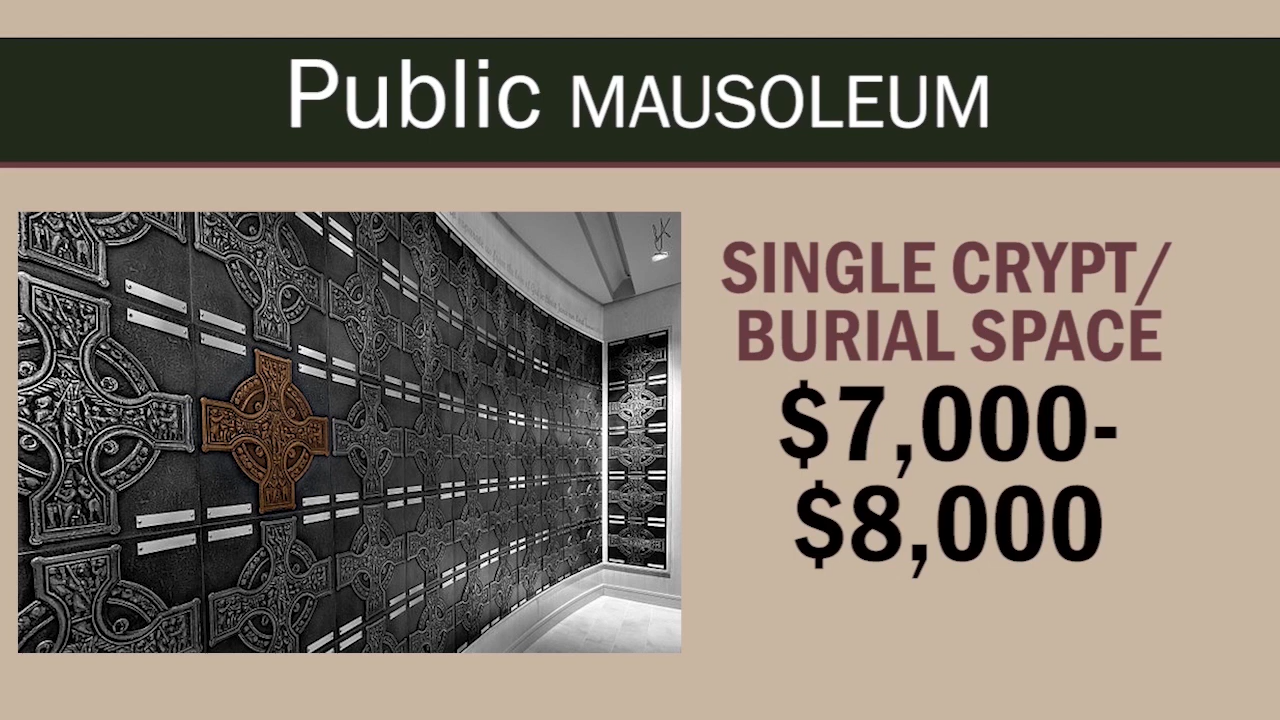 Public MAUSOLEUM
SINGLE CRYPT/
BURIAL SPACE
$7,000-
$8,000